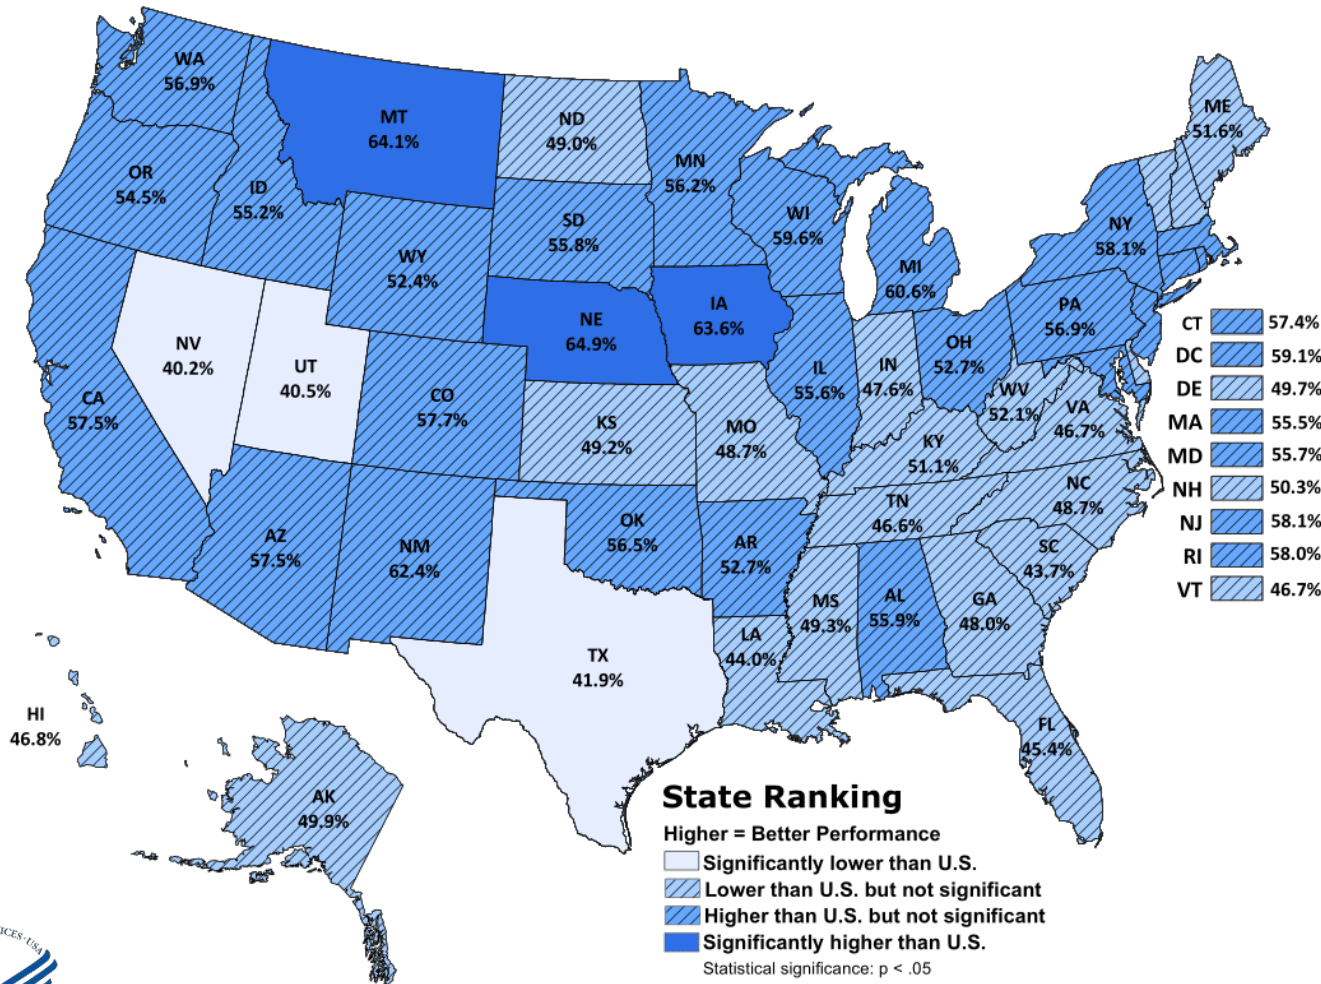 WA
56.9%
MT
64.1%
ND
49.0%
MN
56.2%
ME
51.6%
OR
54.5%
ID
55.2%
SD
55.8%
WI
59.6%
NY
58.1%
WY
52.4%
MI
60.6%
NE
64.9%
IA
63.6%
PA
56.9%
NV
40.2%
UT
40.5%
IL
55.6%
IN
47.6%
OH
52.7%
CA
57.5%
CO
57.7%
KS
49.2%
MO
48.7%
WV
52.1%
VA
46.7%
KY
51.1%
AZ
57.5%
NM
62.4%
OK
56.5%
AR
52.7%
TN
46.6%
NC
48.7%
SC
43.7%
MS
49.3%
AL
55.9%
GA
48.0%
TX
41.9%
LA
44.0%
FL
45.4%
HI
46.8%
AK
49.9%
CT 57.4%
DC 59.1%
DE 49.7%
MA 55.5%
MD 55.7%
NH 50.3%
NJ 58.1%
RI 58.0%
VT 46.7%
State Ranking
Higher = Better Performance
Significantly lower than U.S.
Lower than U.S. but not significant
Higher than U.S. but not significant
Significantly higher than U.S.
Statistical significance: p < .05
USA